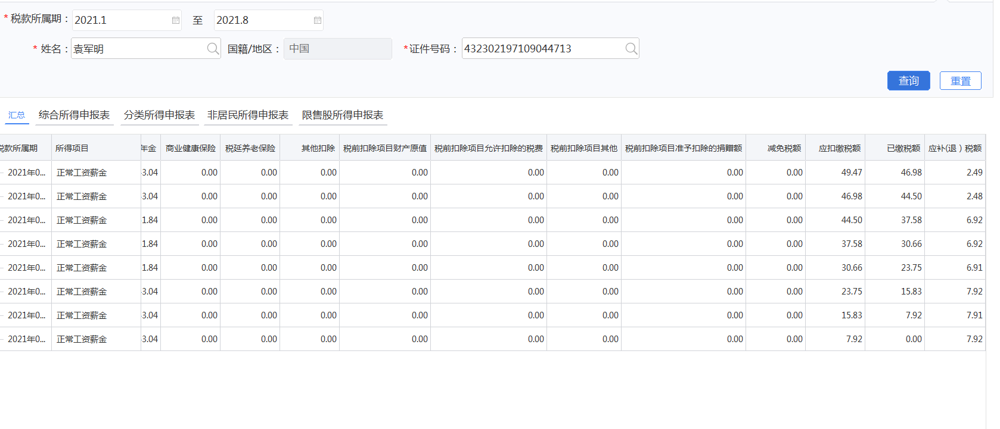 * 税款所属期： 2021.1 至 2021.8
* 姓名： 袁军明 国籍/地区： 中国 *证件号码： 432302197109044713
查询 重置
汇总 综合所得申报表 分类所得申报表 非居民所得申报表 限售股所得申报表
税款所属期 所得项目 年金 商业健康保险 税延养老保险 其他扣除 税前扣除项目财产原值 税前扣除项目允许扣除的税费 税前扣除项目其他 税前扣除项目准予扣除的捐赠额 减免税额 应扣缴税额 已缴税额 应补(退）税额
2021年0... 正常工资薪金 3.04 0.00 0.00 0.00 0.00 0.00 0.00 0.00 0.00 49.47 46.98 2.49
2021年0... 正常工资薪金 3.04 0.00 0.00 0.00 0.00 0.00 0.00 0.00 0.00 46.98 44.50 2.48
2021年0... 正常工资薪金 1.84 0.00 0.00 0.00 0.00 0.00 0.00 0.00 0.00 44.50 37.58 6.92
2021年0... 正常工资薪金 1.84 0.00 0.00 0.00 0.00 0.00 0.00 0.00 0.00 37.58 30.66 6.92
2021年0... 正常工资薪金 1.84 0.00 0.00 0.00 0.00 0.00 0.00 0.00 0.00 30.66 23.75 6.91
2021年0... 正常工资薪金 3.04 0.00 0.00 0.00 0.00 0.00 0.00 0.00 0.00 23.75 15.83 7.92
2021年0... 正常工资薪金 3.04 0.00 0.00 0.00 0.00 0.00 0.00 0.00 0.00 15.83 7.92 7.91
2021年0... 正常工资薪金 3.04 0.00 0.00 0.00 0.00 0.00 0.00 0.00 0.00 7.92 0.00 7.92